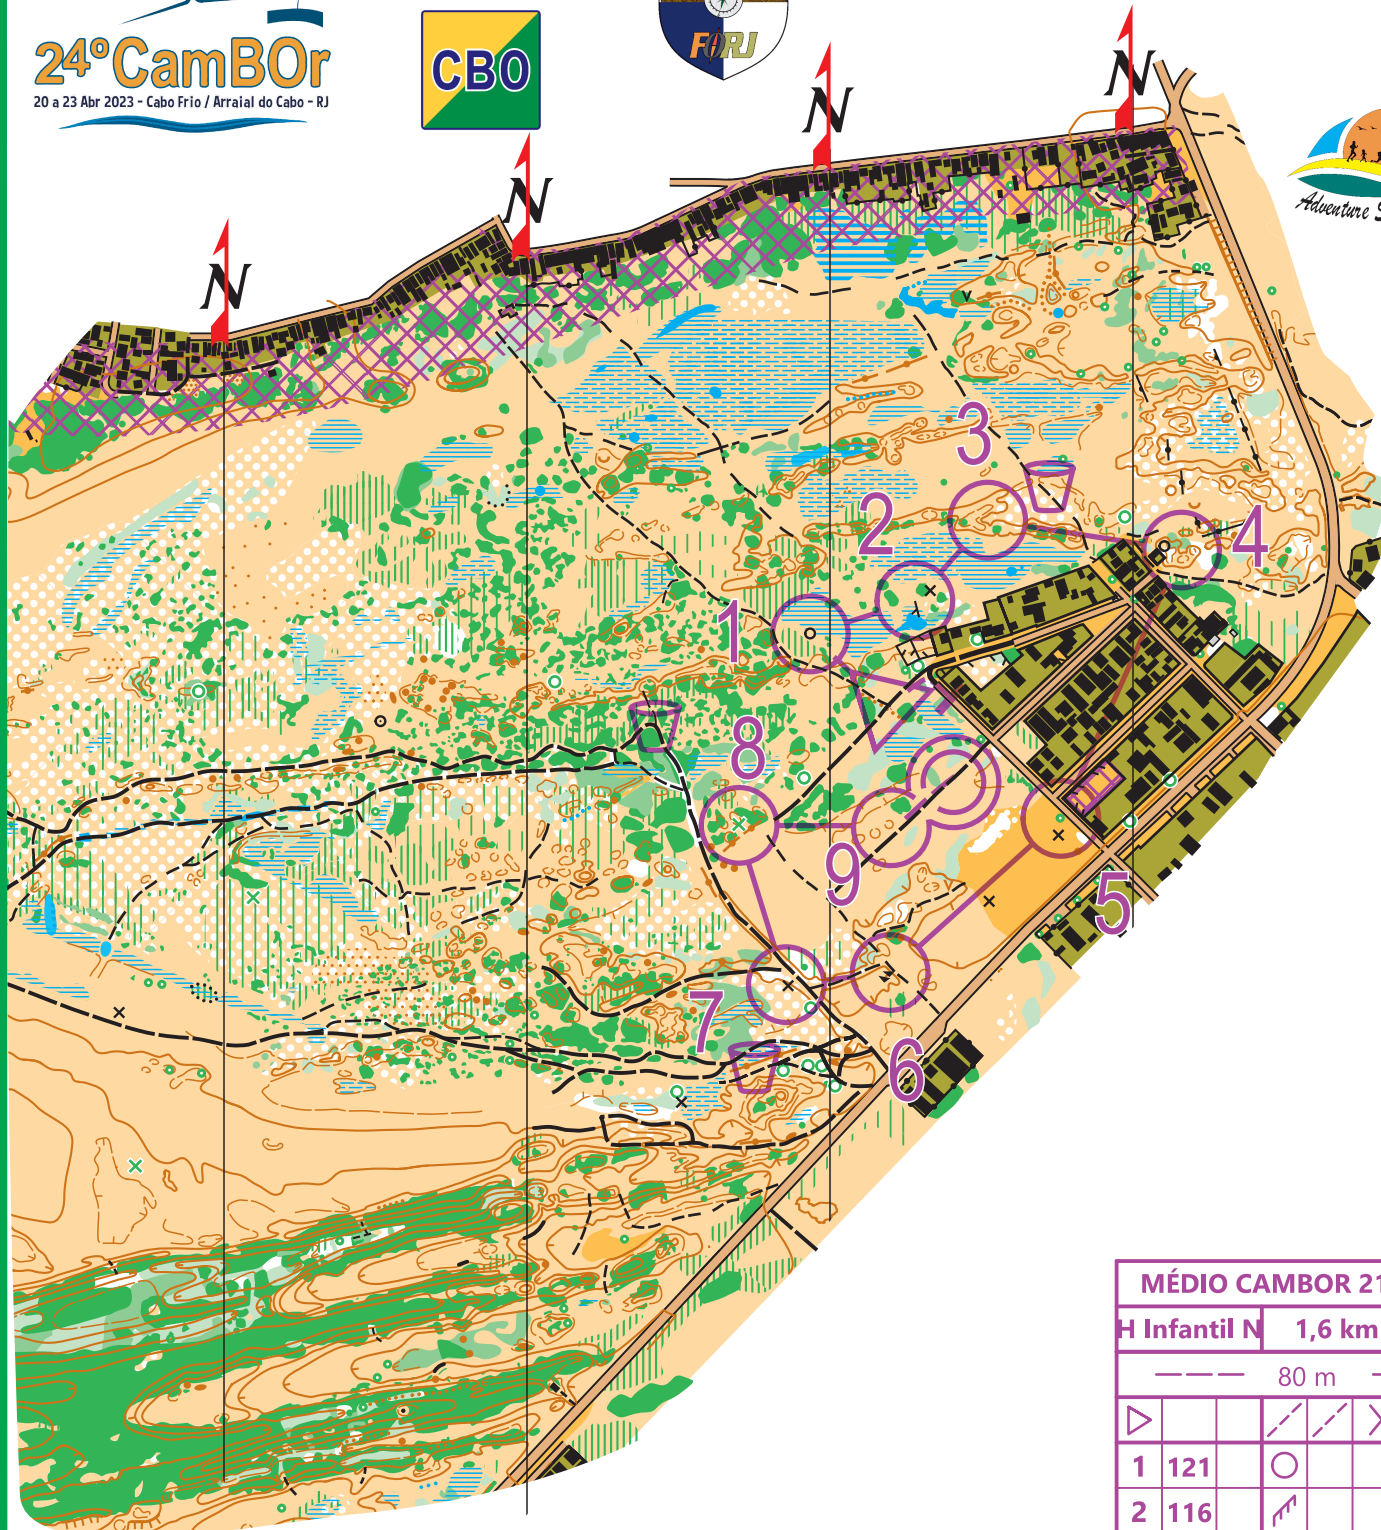 24ºCamBOr
20 a 23 Abr 2023 - Cabo Frio / Arraial do Cabo - RJ
CBO
FORJ
Adventure S
N
N
N
N
N
1
2
3
4
5
6
7
8
9
MÉDIO CAMBOR 21
H Infantil N 1,6 km
80 m
1 121
2 116